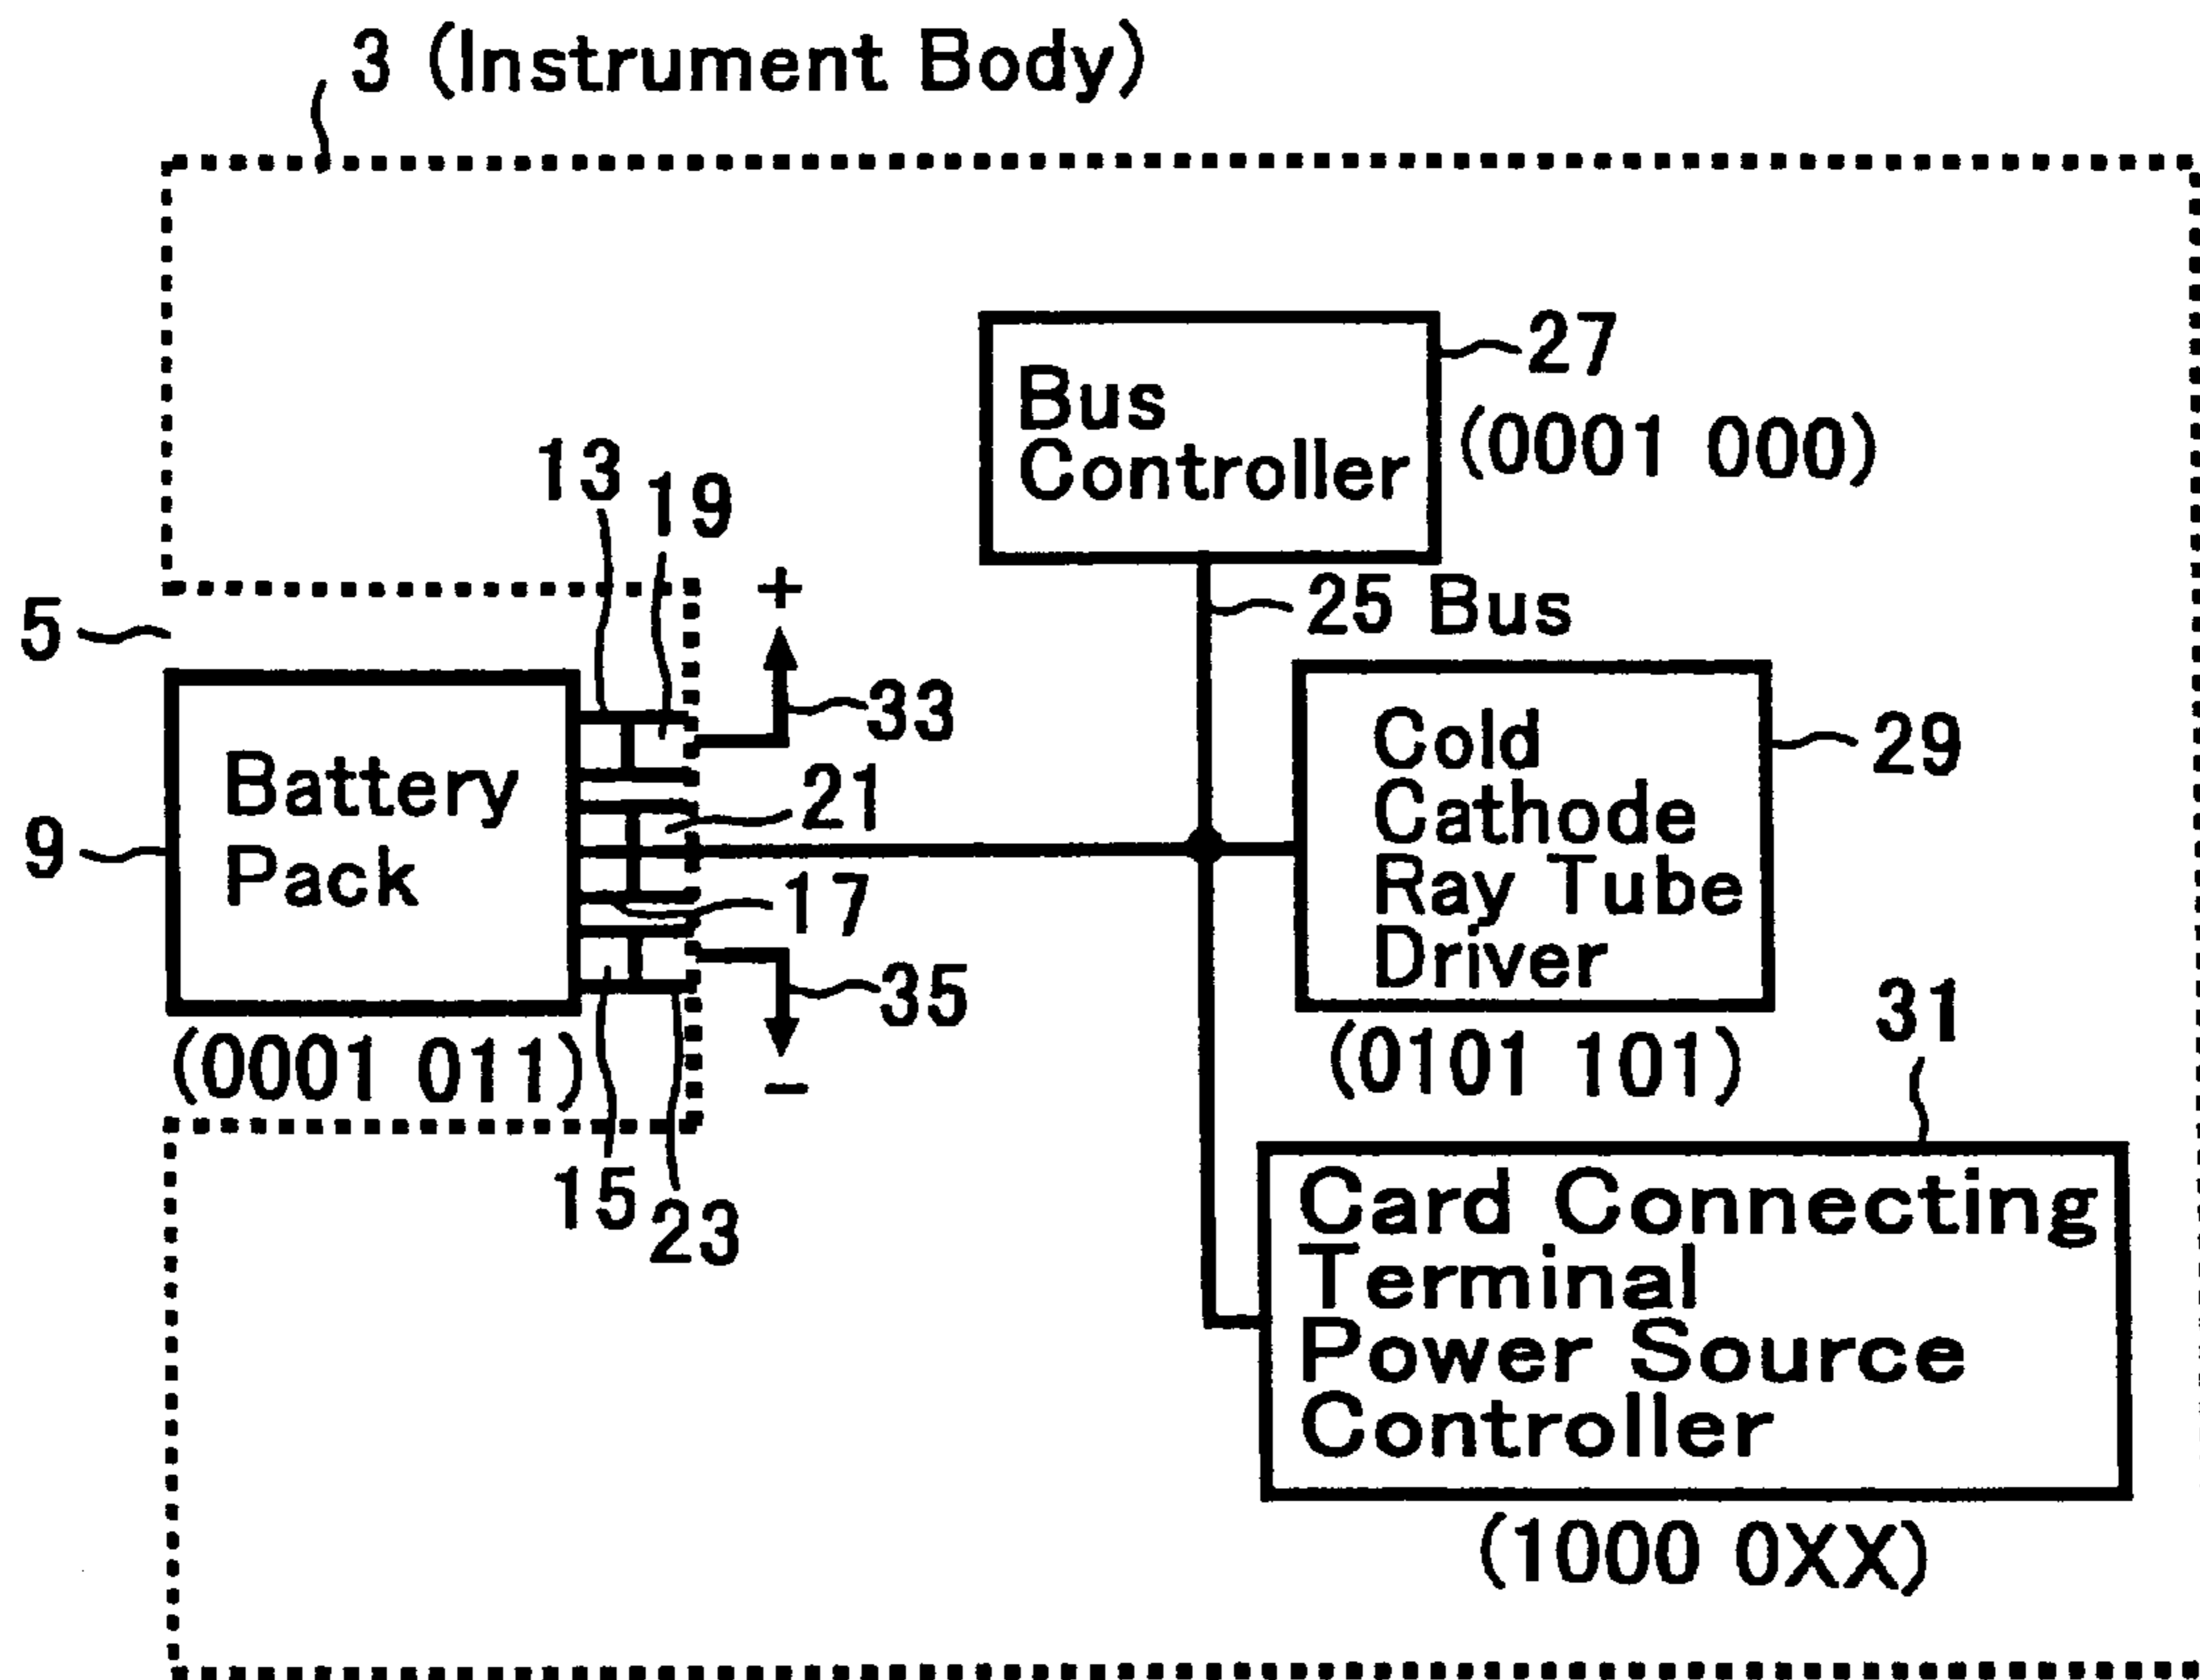 3 (Instrument Body)
27
Bus
Controller
(0001 000)
13
19
+
25 Bus
5
33
Cold
Cathode
Ray Tube
Driver
29
21
Battery
Pack
9
17
35
31
(0001 011)
(0101 101)
−
15
23
Card Connecting
Terminal
Power Source
Controller
(1000 0XX)